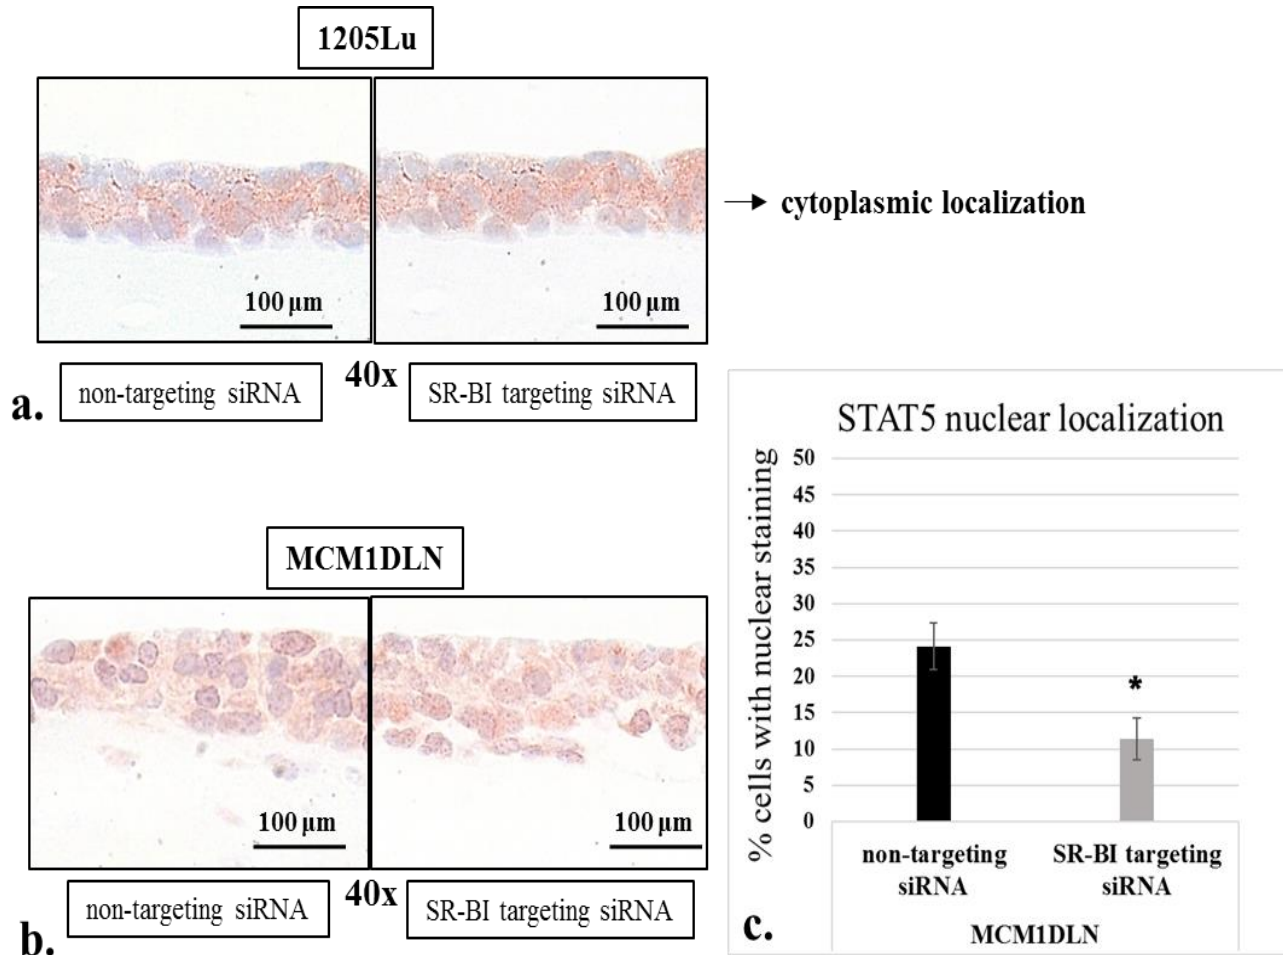 1205Lu
100 µm
100 µm
→ cytoplasmic localization
non-targeting siRNA
40x
SR-BI targeting siRNA
a.
MCM1DLN
100 µm
100 µm
non-targeting siRNA
40x
SR-BI targeting siRNA
b.
STAT5 nuclear localization
% cells with nuclear staining
50
45
40
35
30
25
20
15
10
5
0
*
non-targeting
siRNA
SR-BI targeting
siRNA
MCM1DLN
c.